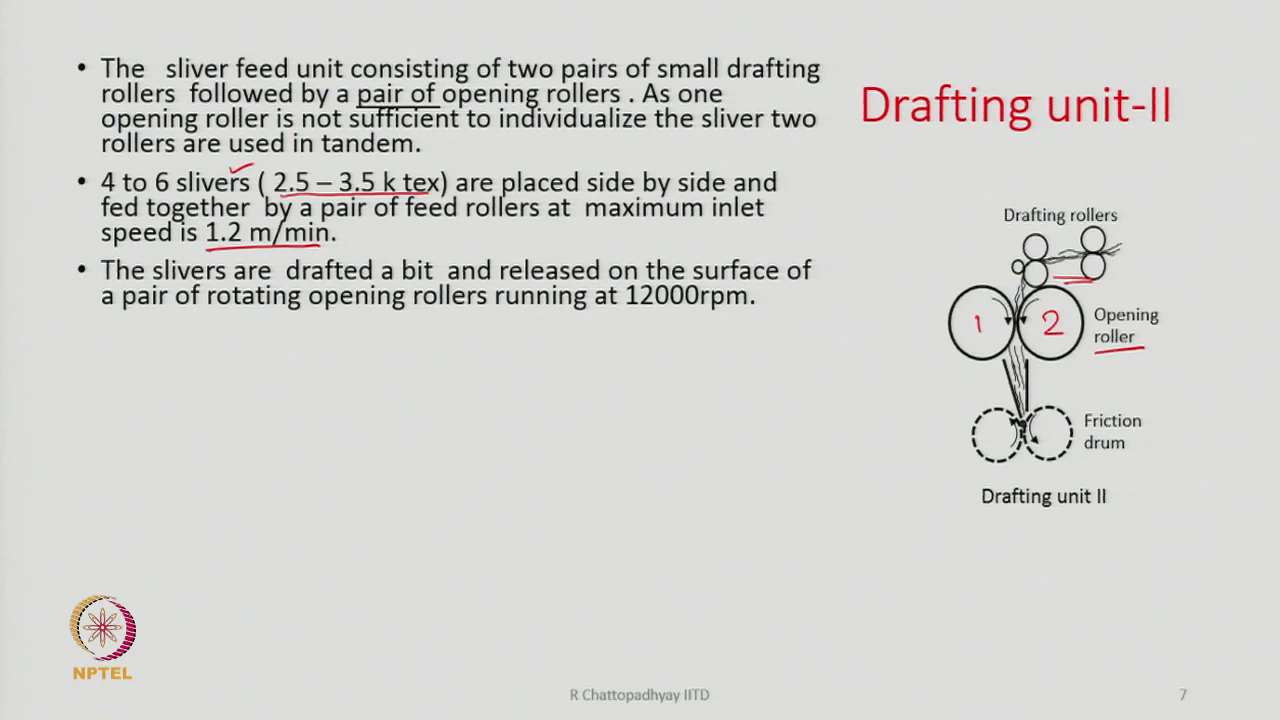 • The sliver feed unit consisting of two pairs of small drafting
rollers followed by a pair of opening rollers . As one
opening roller is not sufficient to individualize the sliver two
rollers are used in tandem.
• 4 to 6 slivers ( 2.5 – 3.5 k tex) are placed side by side and
fed together by a pair of feed rollers at maximum inlet
speed is 1.2 m/min.
• The slivers are drafted a bit and released on the surface of
a pair of rotating opening rollers running at 12000rpm.
Drafting unit-II
Drafting rollers
1 2
Opening
roller
Friction
drum
Drafting unit II
NPTEL
R Chattopadhyay IITD
7